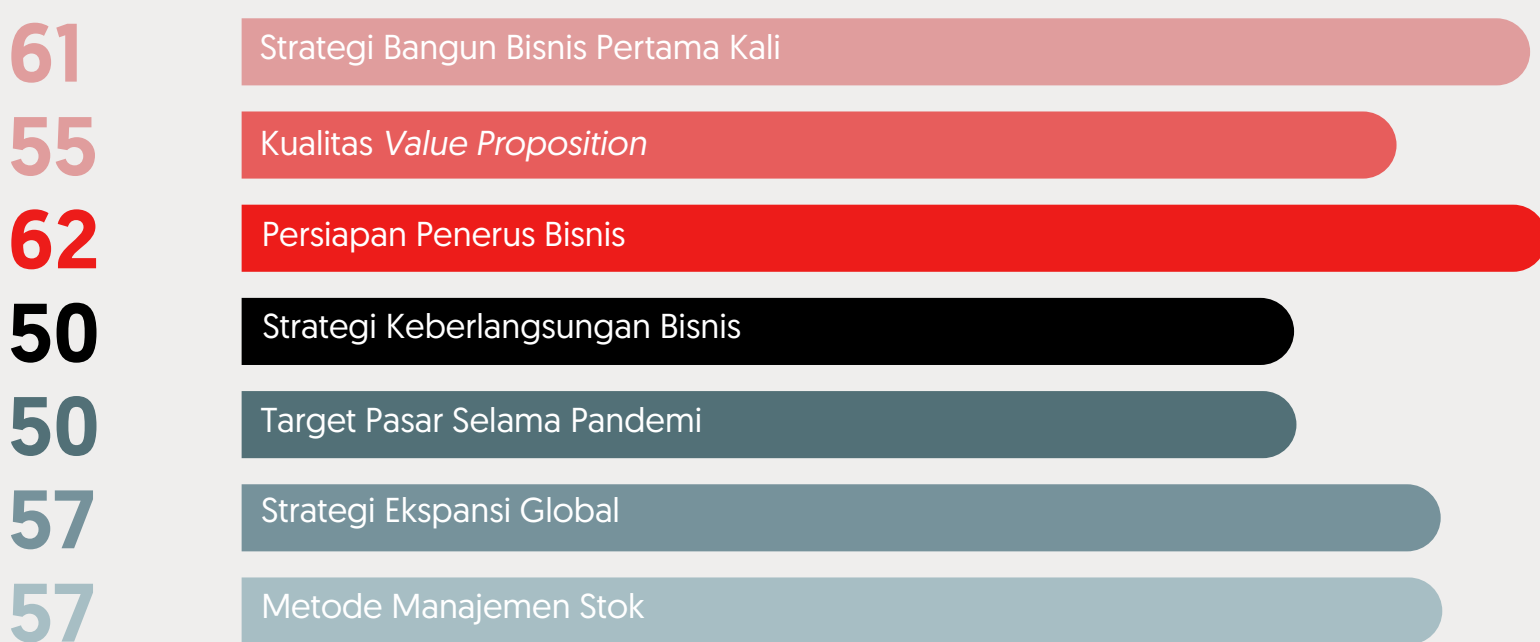 61 Strategi Bangun Bisnis Pertama Kali
55 Kualitas Value Proposition
62 Persiapan Penerus Bisnis
50 Strategi Keberlangsungan Bisnis
50 Target Pasar Selama Pandemi
57 Strategi Ekspansi Global
57 Metode Manajemen Stok